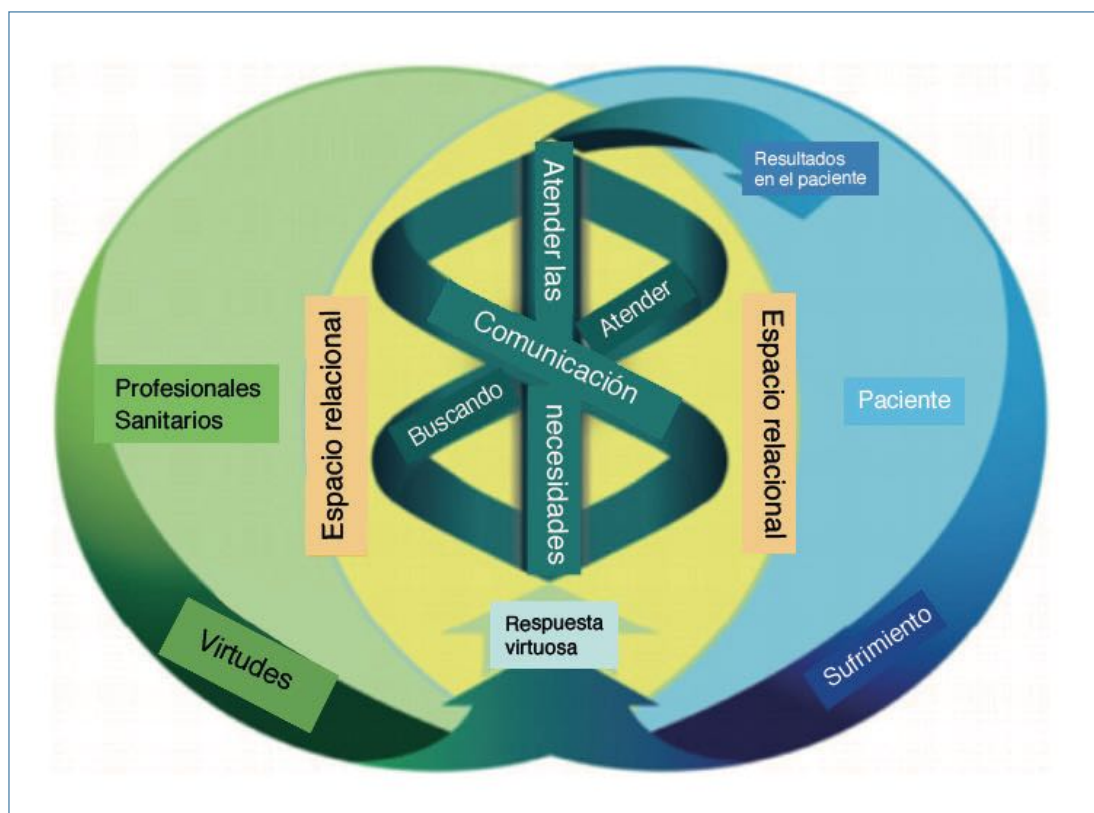 Resultados
en el paciente
Atender las
necesidades
Atender
Comunicación
Buscando
Espacio relacional
Espacio relacional
Profesionales
Sanitarios
Paciente
Respuesta
virtuosa
Virtudes
Sufrimiento